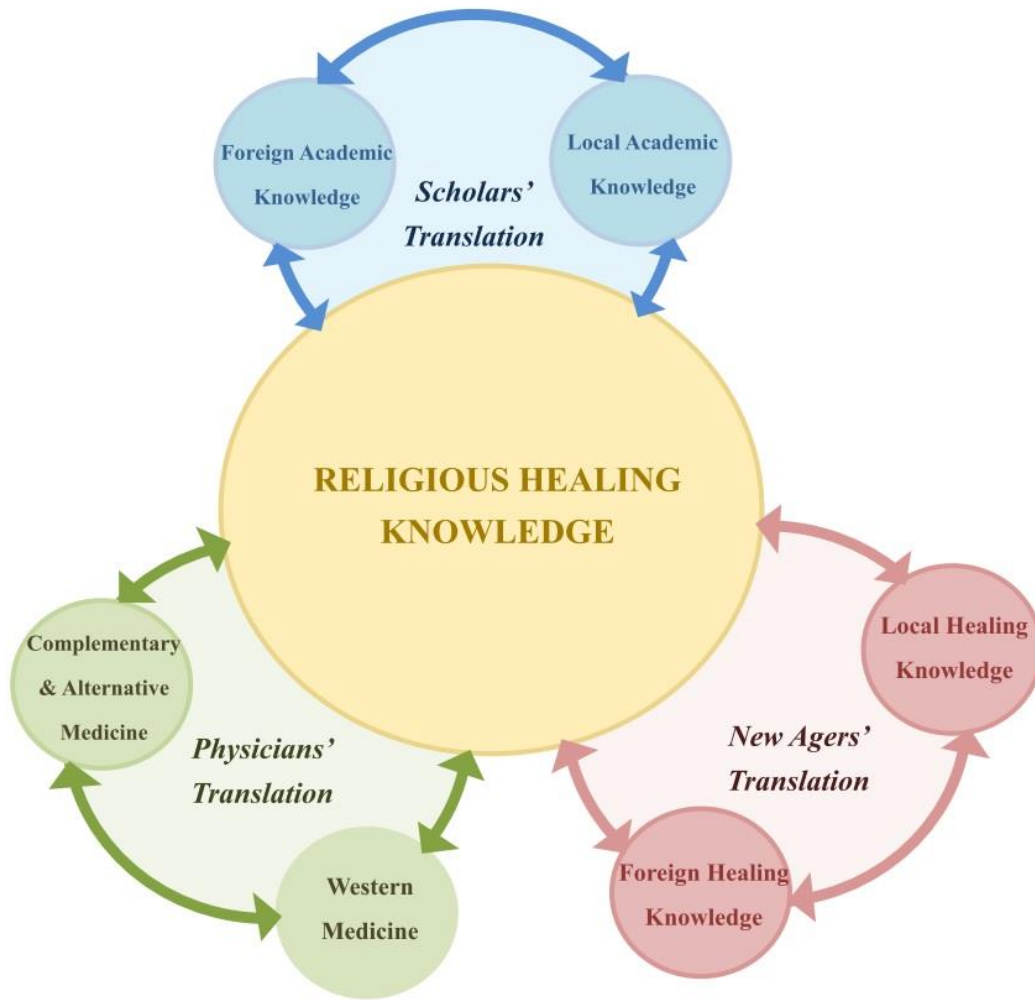 Foreign Academic
Knowledge
Local Academic
Knowledge
Scholars’
Translation
RELIGIOUS HEALING
KNOWLEDGE
Complementary
& Alternative
Medicine
Physicians’
Translation
Western
Medicine
Local Healing
Knowledge
New Agers’
Translation
Foreign Healing
Knowledge